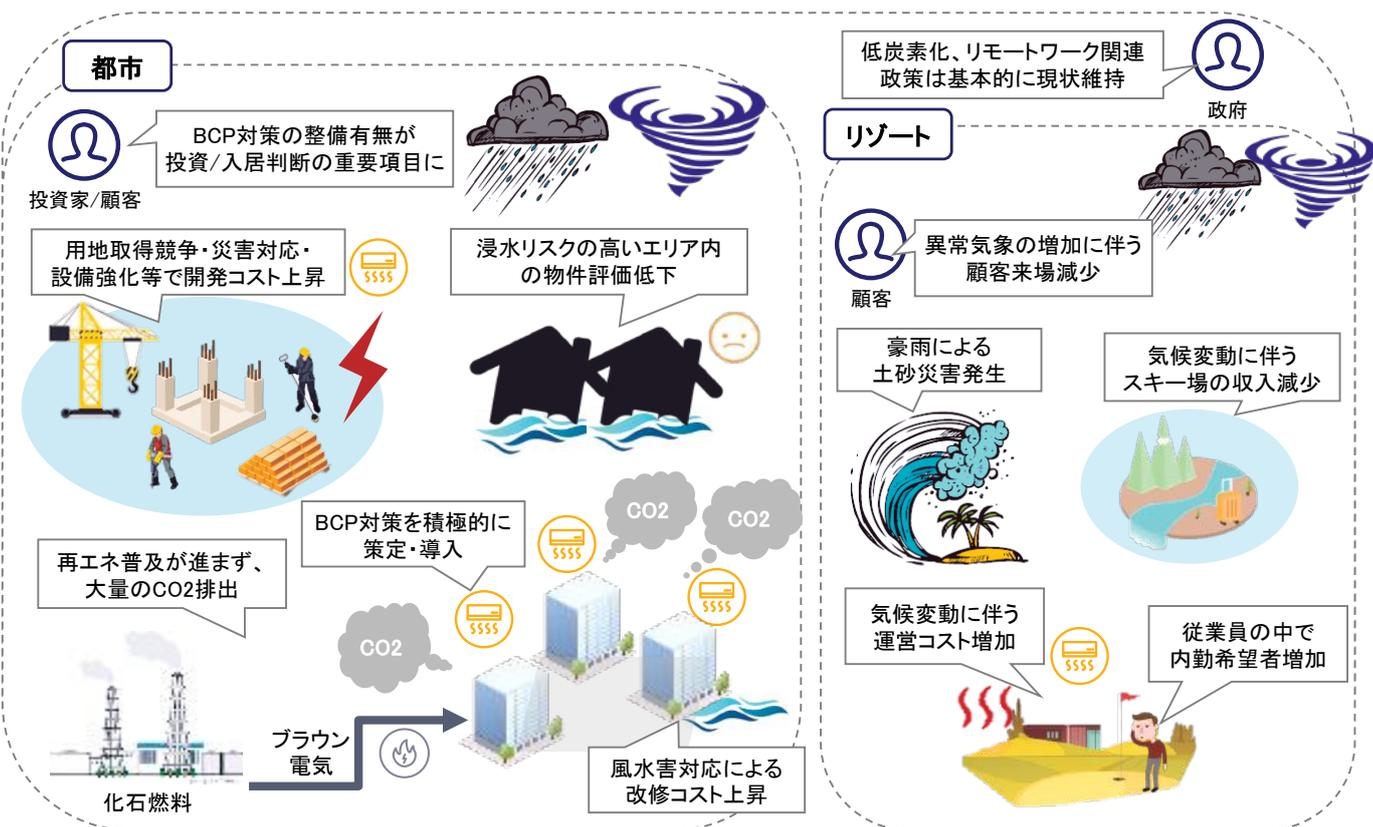 都市
BCP対策の整備有無が
投資/入居判断の重要項目に
投資家/顧客
用地取得競争・災害対応・
設備強化等で開発コスト上昇
浸水リスクの高いエリア内
の物件評価低下
BCP対策を積極的に
策定・導入
CO2
CO2
再エネ普及が進まず、
大量のCO2排出
CO2
ブラウン
電気
化石燃料
風水害対応による
改修コスト上昇
低炭素化、リモートワーク関連
政策は基本的に現状維持
政府
リゾート
異常気象の増加に伴う
顧客来場減少
顧客
豪雨による
土砂災害発生
気候変動に伴う
スキー場の収入減少
気候変動に伴う
運営コスト増加
従業員の中で
内勤希望者増加